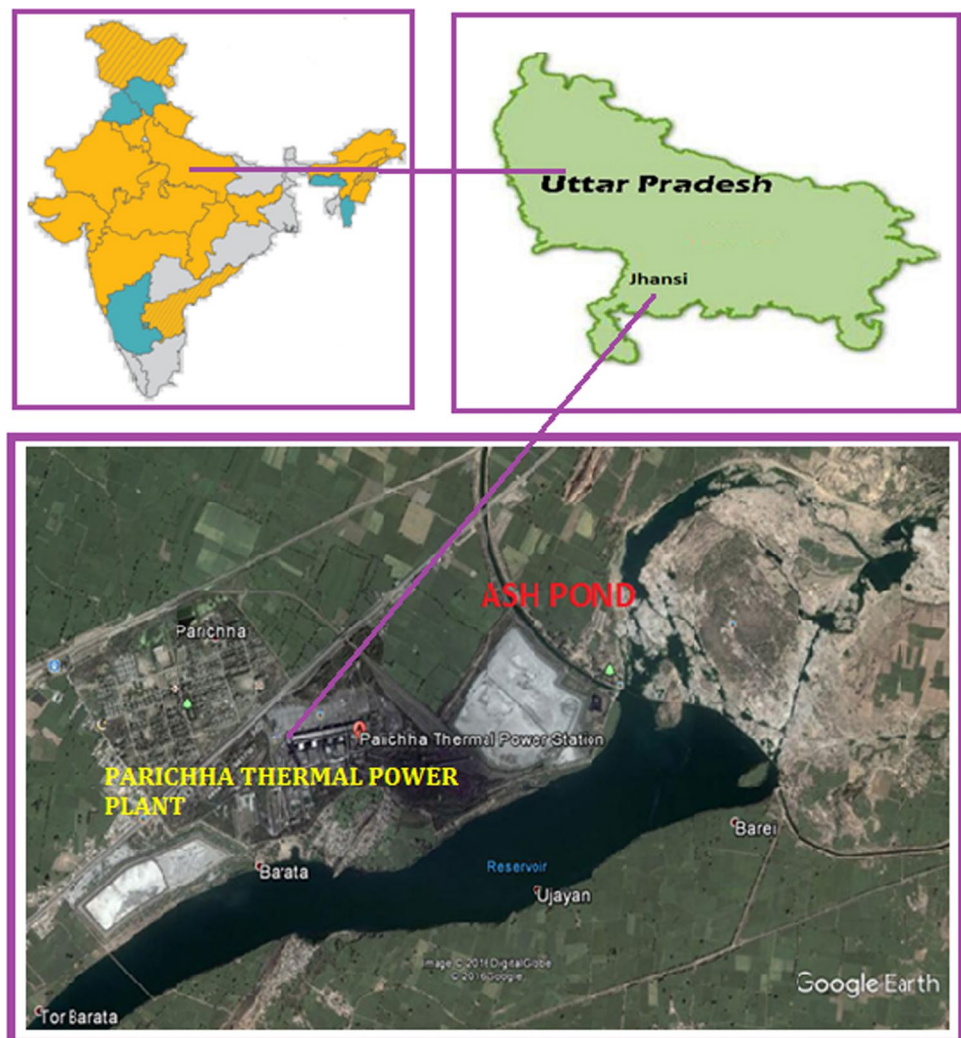 Uttar Pradesh
Jhansi
ASH POND
Parichha
Parichha Thermal Power Station
PARICHHA THERMAL POWER
PLANT
Barei
Barata
Reservoir
Ujayan
Image © 2016 DigitalGlobe
© 2016 Google
Google Earth
Tor Barata